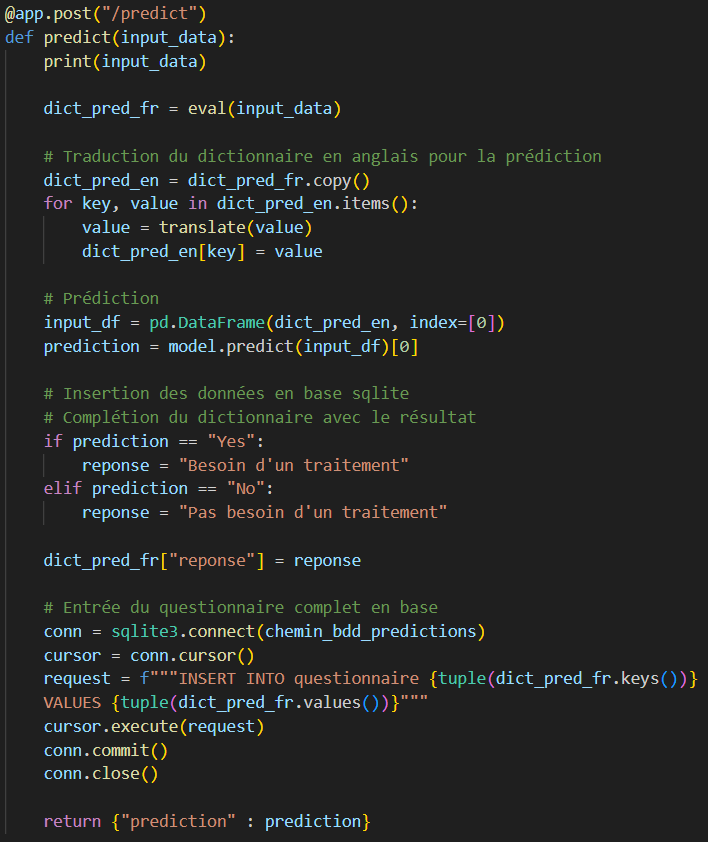 @app.post("/predict")
def predict(input_data):
    print(input_data)

    dict_pred_fr = eval(input_data)

    # Traduction du dictionnaire en anglais pour la prédiction
    dict_pred_en = dict_pred_fr.copy()
    for key, value in dict_pred_en.items():
        value = translate(value)
        dict_pred_en[key] = value

    # Prédiction
    input_df = pd.DataFrame(dict_pred_en, index=[0])
    prediction = model.predict(input_df)[0]

    # Insertion des données en base sqlite
    # Complétion du dictionnaire avec le résultat
    if prediction == "Yes":
        reponse = "Besoin d'un traitement"
    elif prediction == "No":
        reponse = "Pas besoin d'un traitement"

    dict_pred_fr["reponse"] = reponse

    # Entrée du questionnaire complet en base
    conn = sqlite3.connect(chemin_bdd_predictions)
    cursor = conn.cursor()
    request = f"""INSERT INTO questionnaire {tuple(dict_pred_fr.keys())}
    VALUES {tuple(dict_pred_fr.values())}"""
    cursor.execute(request)
    conn.commit()
    conn.close()

    return {"prediction" : prediction}